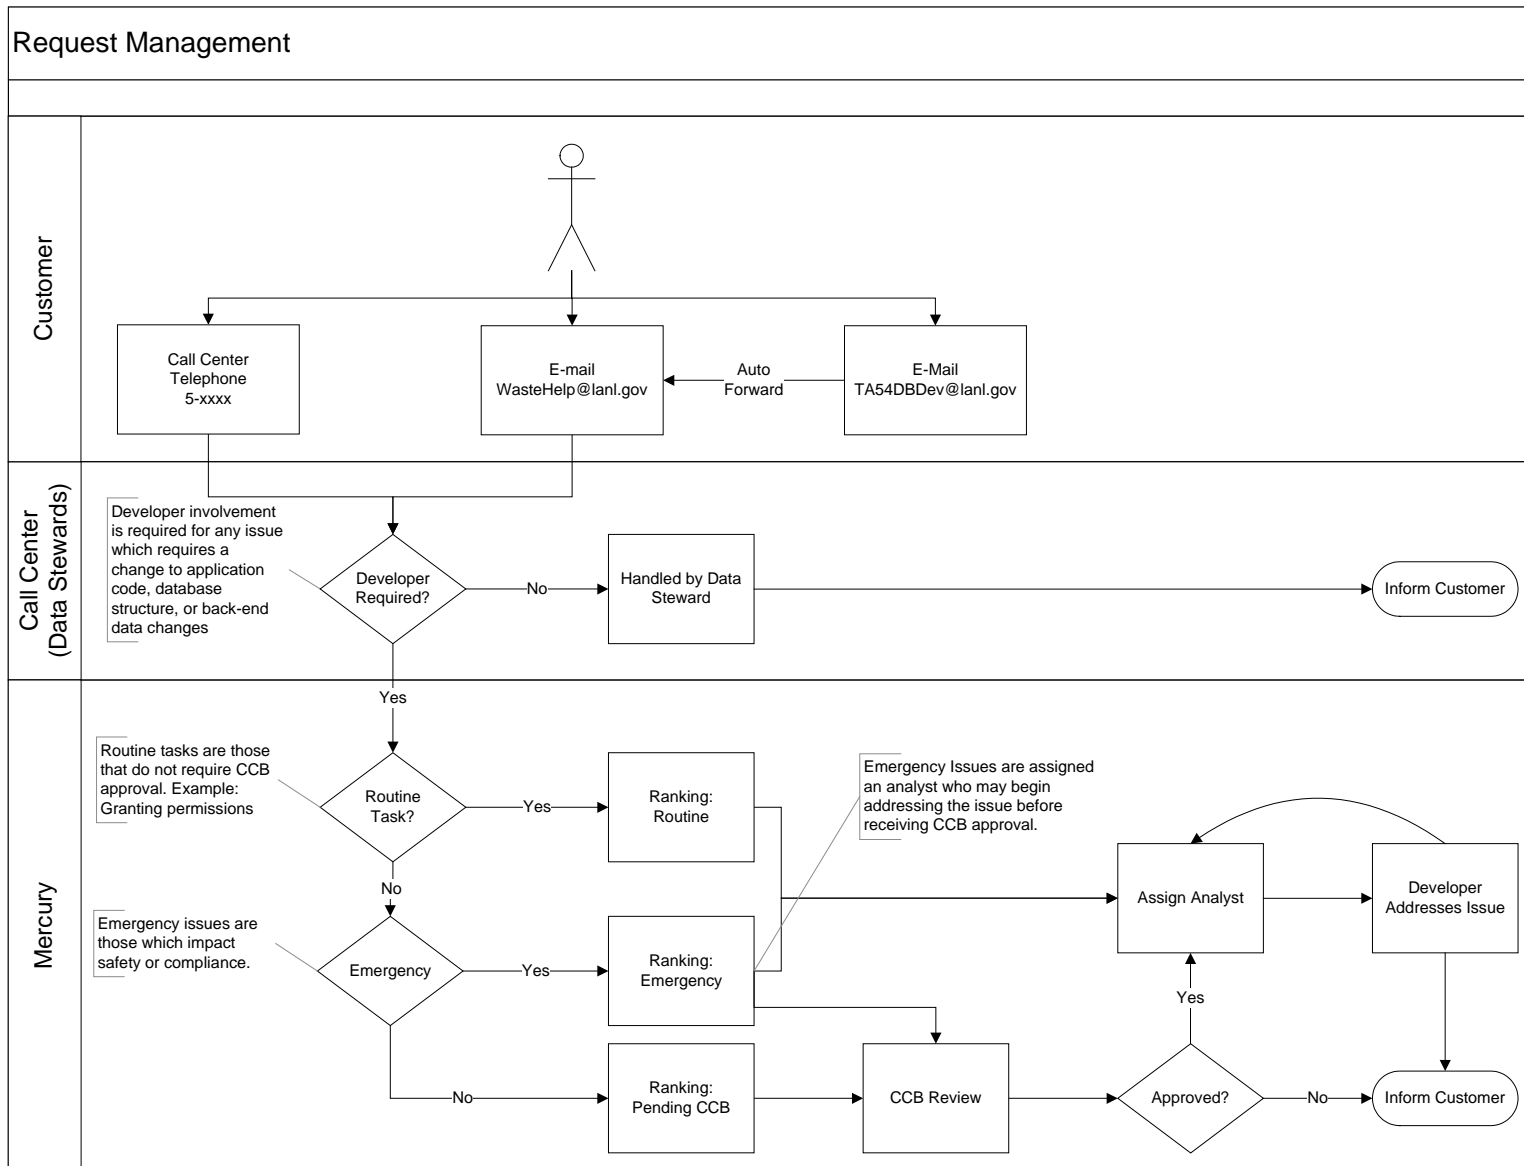 Request Management
Customer
Call Center
Telephone
5-xxxx
E-mail
WasteHelp@lanl.gov
Auto
Forward
E-Mail
TA54DBDev@lanl.gov
Call Center
(Data Stewards)
Developer involvement
is required for any issue
which requires a
change to application
code, database
structure, or back-end
data changes
Developer
Required?
No
Handled by Data
Steward
Inform Customer
Yes
Mercury
Routine tasks are those
that do not require CCB
approval. Example:
Granting permissions
Routine
Task?
Yes
Ranking:
Routine
Emergency Issues are assigned
an analyst who may begin
addressing the issue before
receiving CCB approval.
No
Assign Analyst
Developer
Addresses Issue
Emergency issues are
those which impact
safety or compliance.
Emergency
Yes
Ranking:
Emergency
Yes
No
Ranking:
Pending CCB
CCB Review
Approved?
No
Inform Customer